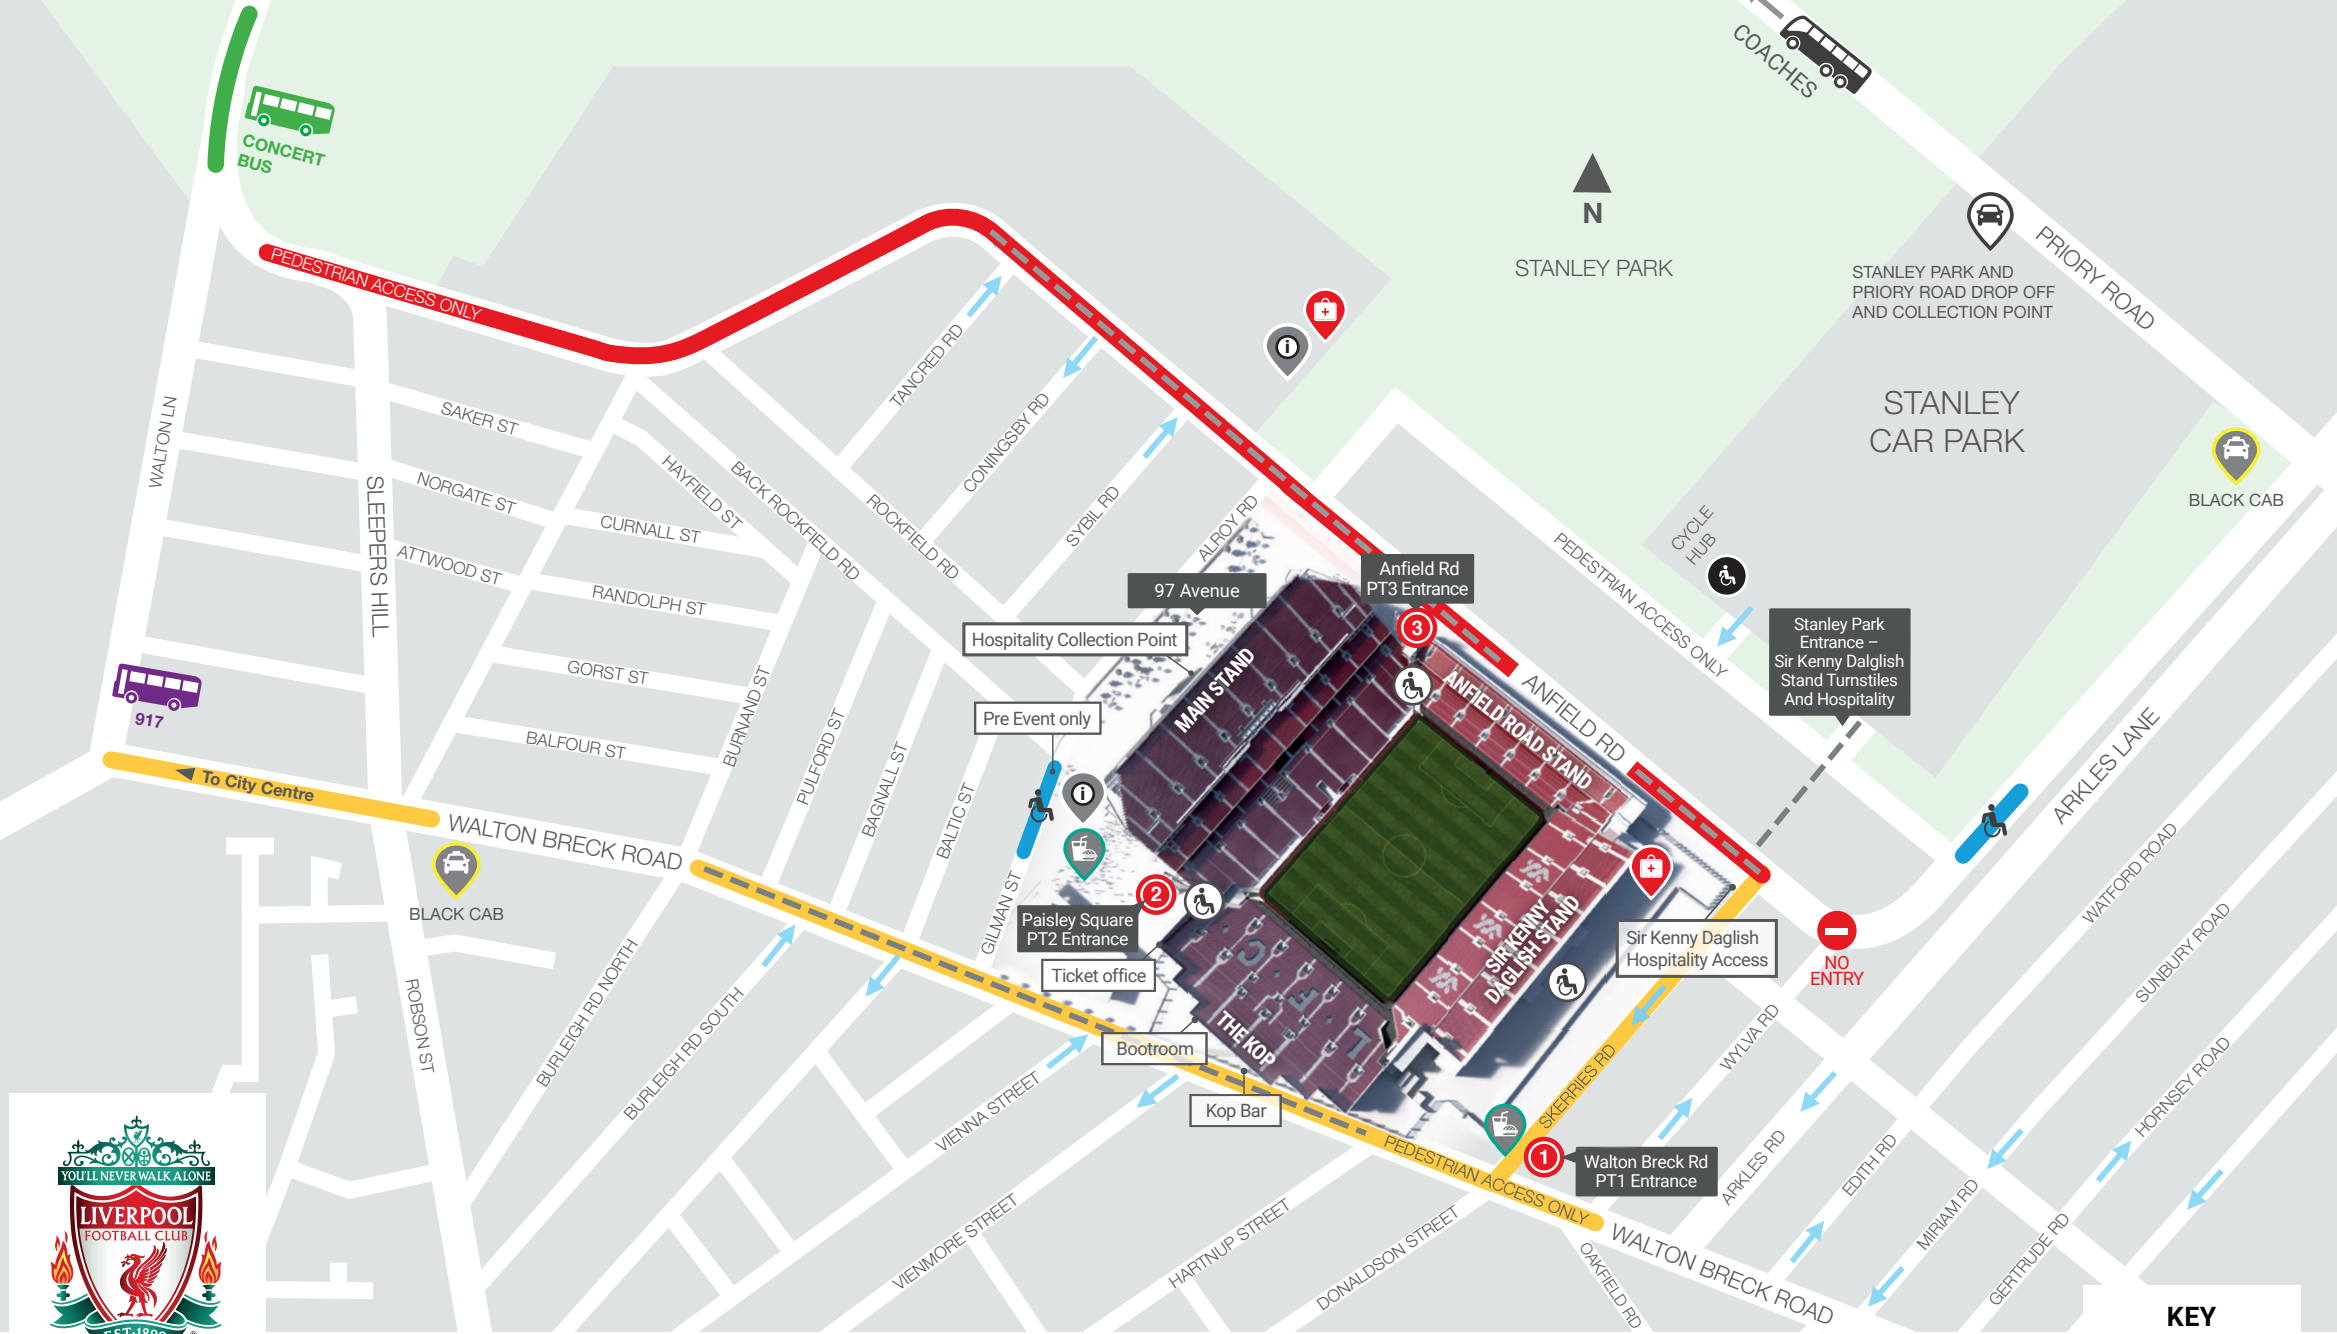 COACHES
CONCERT
BUS
N
STANLEY PARK
STANLEY PARK AND
PRIORY ROAD DROP OFF
AND COLLECTION POINT
PRIORY ROAD
PEDESTRIAN ACCESS ONLY
STANLEY
CAR PARK
BLACK CAB
WALTON LN
SAKER ST
TANCRED RD
CONINGSBY RD
SYBIL RD
ALROY RD
HAYFIELD ST
BACK ROCKFIELD RD
ROCKFIELD RD
NORGATE ST
CURNALL ST
SLEEPERS HILL
ATTWOOD ST
RANDOLPH ST
GORST ST
BALFOUR ST
BURNAND ST
PULFORD ST
BAGNALL ST
BALTIC ST
GILMAN ST
CYCLE
HUB
PEDESTRIAN ACCESS ONLY
Anfield Rd
PT3 Entrance
3
97 Avenue
Hospitality Collection Point
Stanley Park
Entrance –
Sir Kenny Dalglish
Stand Turnstiles
And Hospitality
MAIN STAND
ANFIELD ROAD STAND
ANFIELD RD
ARKLES LANE
Pre Event only
917
To City Centre
WALTON BRECK ROAD
BLACK CAB
2
Paisley Square
PT2 Entrance
Ticket office
Bootroom
Kop Bar
THE KOP
L F C
SIR KENNY
DAGLISH STAND
Sir Kenny Daglish
Hospitality Access
NO
ENTRY
WATFORD ROAD
SUNBURY ROAD
HORNSEY ROAD
WYLVA RD
SKERRIES RD
ARKLES RD
EDITH RD
MIRIAM RD
GERTRUDE RD
1
Walton Breck Rd
PT1 Entrance
PEDESTRIAN ACCESS ONLY
WALTON BRECK ROAD
OAKFIELD RD
DONALDSON STREET
HARTNUP STREET
VIENMORE STREET
VIENNA STREET
BURLEIGH RD SOUTH
BURLEIGH RD NORTH
ROBSON ST
YOU'LL NEVER WALK ALONE
LIVERPOOL
FOOTBALL CLUB
EST·1892
KEY